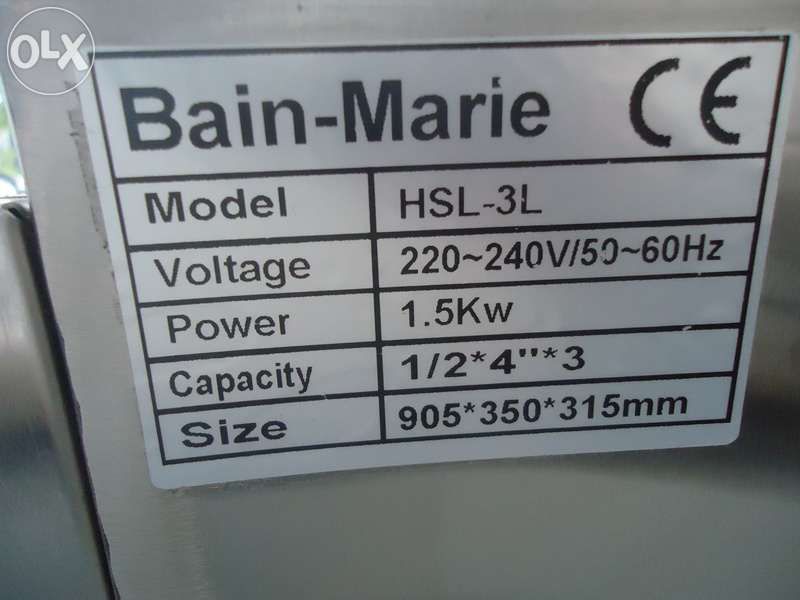 OLX
Bain-Marie CE
Model HSL-3L
Voltage 220~240V/50~60Hz
Power 1.5Kw
Capacity 1/2*4"*3
Size 905*350*315mm